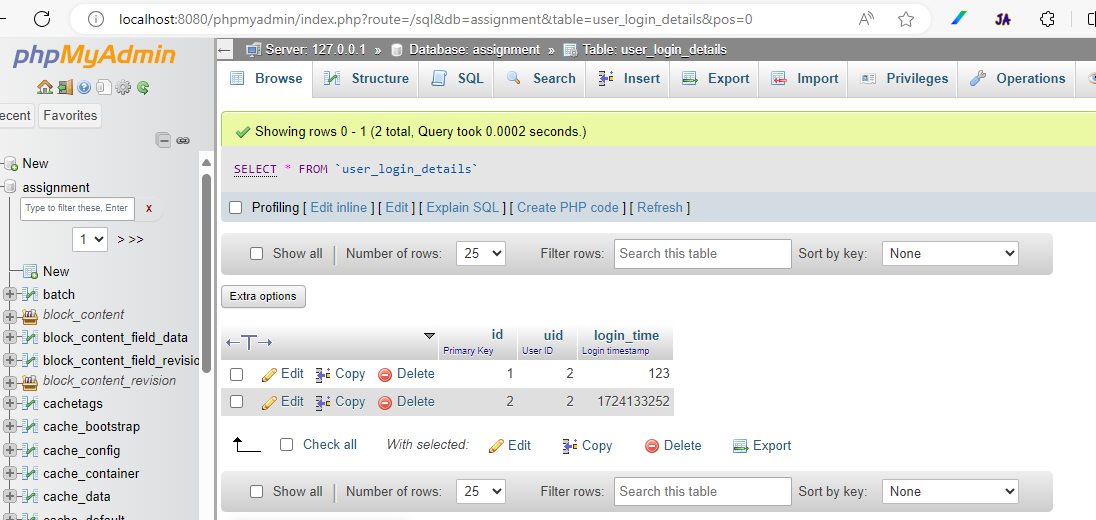 localhost:8080/phpmyadmin/index.php?route=/sql&db=assignment&table=user_login_details&pos=0
phpMyAdmin
ecent Favorites
New
assignment
Type to filter these, Enter X
1 > >>
New
batch
block_content
block_content_field_data
block_content_field_revisio
block_content_revision
cachetags
cache_bootstrap
cache_config
cache_container
cache_data
cache_default
Server: 127.0.0.1 » Database: assignment » Table: user_login_details
Browse Structure SQL Search Insert Export Import Privileges Operations
Showing rows 0 - 1 (2 total, Query took 0.0002 seconds.)
SELECT * FROM `user_login_details`
Profiling [ Edit inline ] [ Edit ] [ Explain SQL ] [ Create PHP code ] [ Refresh ]
Show all Number of rows: 25 Filter rows: Search this table Sort by key: None
Extra options
←T→ id uid login_time
Primary Key User ID Login timestamp
Edit Copy Delete 1 2 123
Edit Copy Delete 2 2 1724133252
Check all With selected: Edit Copy Delete Export
Show all Number of rows: 25 Filter rows: Search this table Sort by key: None